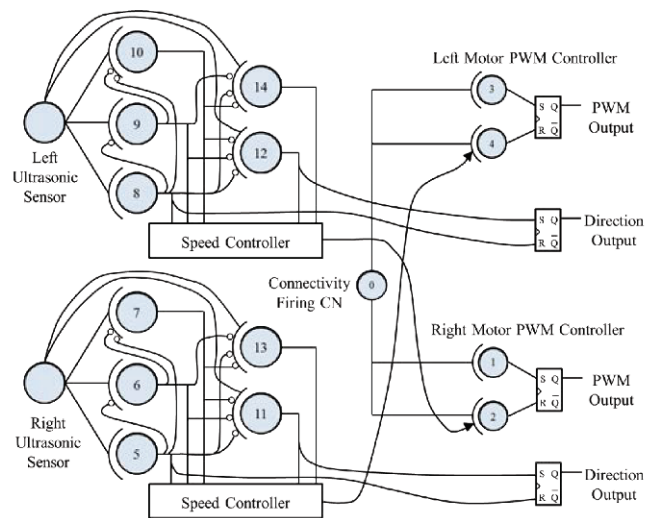 10
14
Left Motor PWM Controller
3
S Q
PWM
R Q
Output
4
9
Left
Ultrasonic
Sensor
12
8
S Q
Direction
R Q
Output
Speed Controller
Connectivity
Firing CN
0
7
13
Right Motor PWM Controller
1
S Q
PWM
R Q
Output
2
6
Right
Ultrasonic
Sensor
11
5
S Q
Direction
R Q
Output
Speed Controller